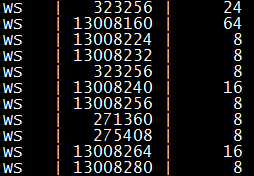 WS | 323256 | 24
WS | 13008160 | 64
WS | 13008224 | 8
WS | 13008232 | 8
WS | 323256 | 8
WS | 13008240 | 16
WS | 13008256 | 8
WS | 271360 | 8
WS | 275408 | 8
WS | 13008264 | 16
WS | 13008280 | 8